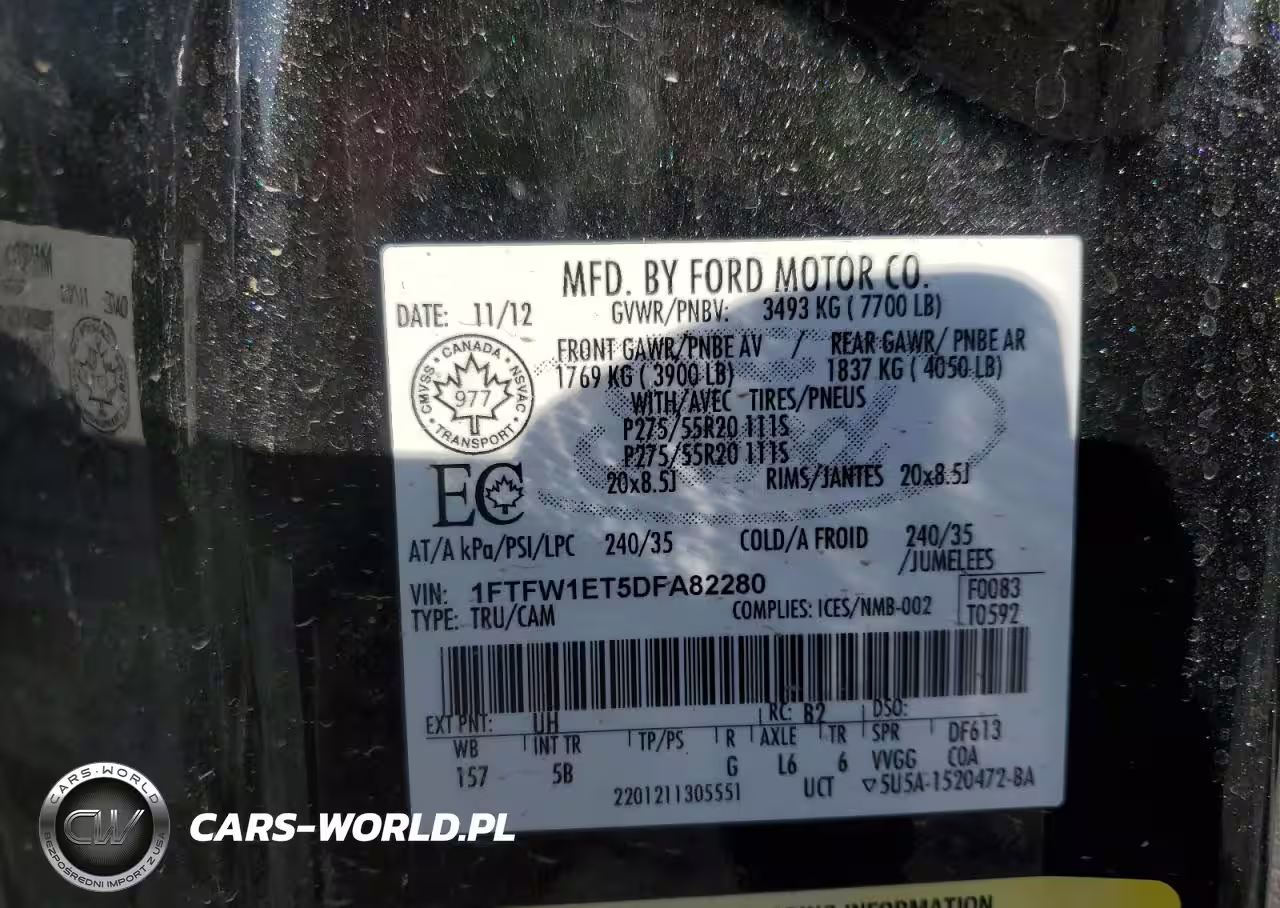 MFD. BY FORD MOTOR CO.
DATE: 11/12 GVWR/PNBV: 3493 KG ( 7700 LB)
FRONT GAWR/PNBE AV / REAR GAWR/ PNBE AR
1769 KG ( 3900 LB) 1837 KG ( 4050 LB)
WITH/AVEC TIRES/PNEUS
P275/55R20 111S
P275/55R20 111S
20x8.5J RIMS/JANTES 20x8.5J
CANADA
CMVSS NSVAC
977
TRANSPORT
EC
AT/A kPa/PSI/LPC 240/35 COLD/A FROID 240/35
/JUMELEES
VIN: 1FTFW1ET5DFA82280 F0083
TYPE: TRU/CAM COMPLIES: ICES/NMB-002 T0592
EXT PNT: UH RC: B2 DSO:
WB INT TR TP/PS R AXLE TR SPR DF613
157 5B G L6 6 VVGG COA
2201211305551 UCT ▽5U5A-1520472-BA
CARS-WORLD
CW
BEZPOŚREDNI IMPORT Z USA
CARS-WORLD.PL
INFORMATION